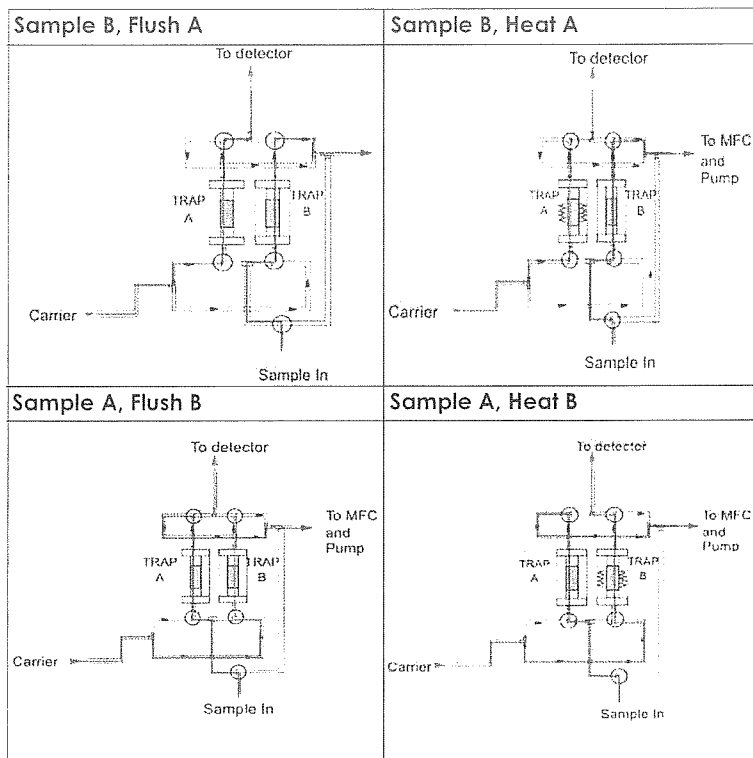 Sample B, Flush A
To detector
TRAP
A
TRAP
B
Carrier
Sample In
Sample B, Heat A
To detector
To MFC
and
Pump
TRAP
A
TRAP
B
Carrier
Sample In
Sample A, Flush B
To detector
To MFC
and
Pump
TRAP
A
TRAP
B
Carrier
Sample In
Sample A, Heat B
To detector
To MFC
and
Pump
TRAP
A
TRAP
B
Carrier
Sample In